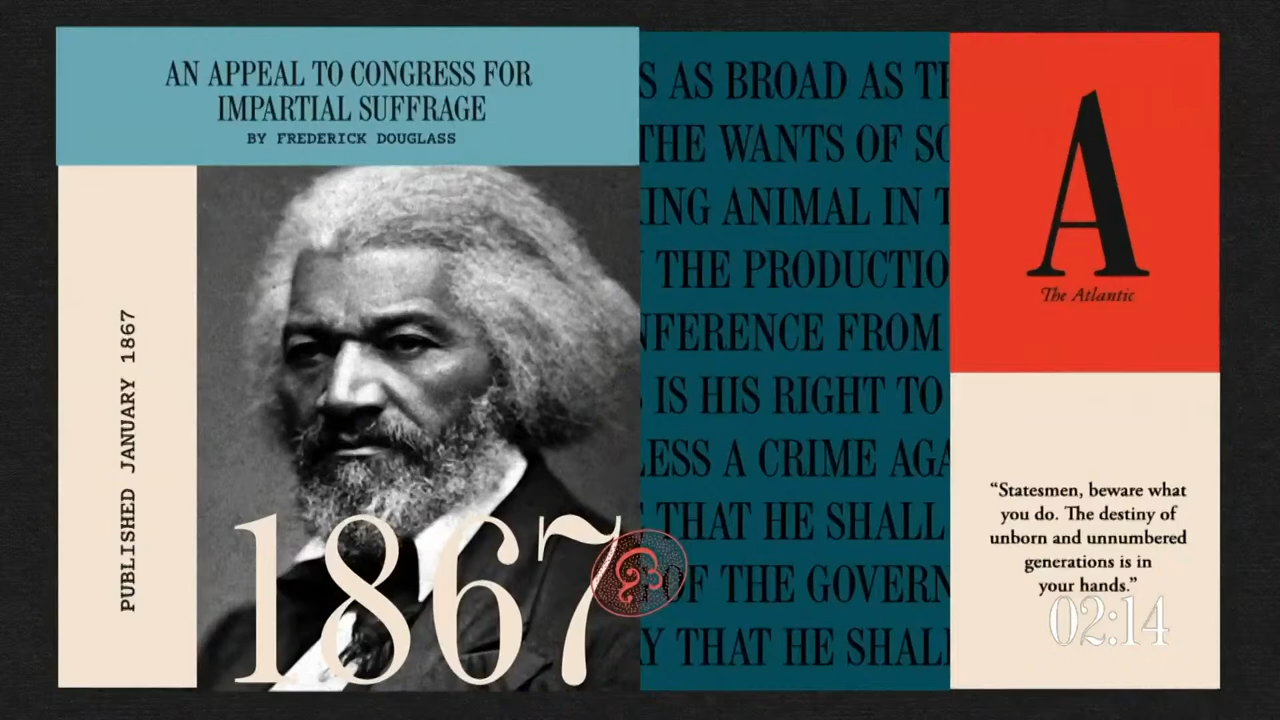 AN APPEAL TO CONGRESS FOR
IMPARTIAL SUFFRAGE
BY FREDERICK DOUGLASS
PUBLISHED JANUARY 1867
1867
S AS BROAD AS TH
THE WANTS OF SO
KING ANIMAL IN T
THE PRODUCTIO
NFERENCE FROM
IS HIS RIGHT TO
LESS A CRIME AGA
THAT HE SHALL
OF THE GOVERN
Y THAT HE SHALL
A
The Atlantic
“Statesmen, beware what
you do. The destiny of
unborn and unnumbered
generations is in
your hands.”
02:14